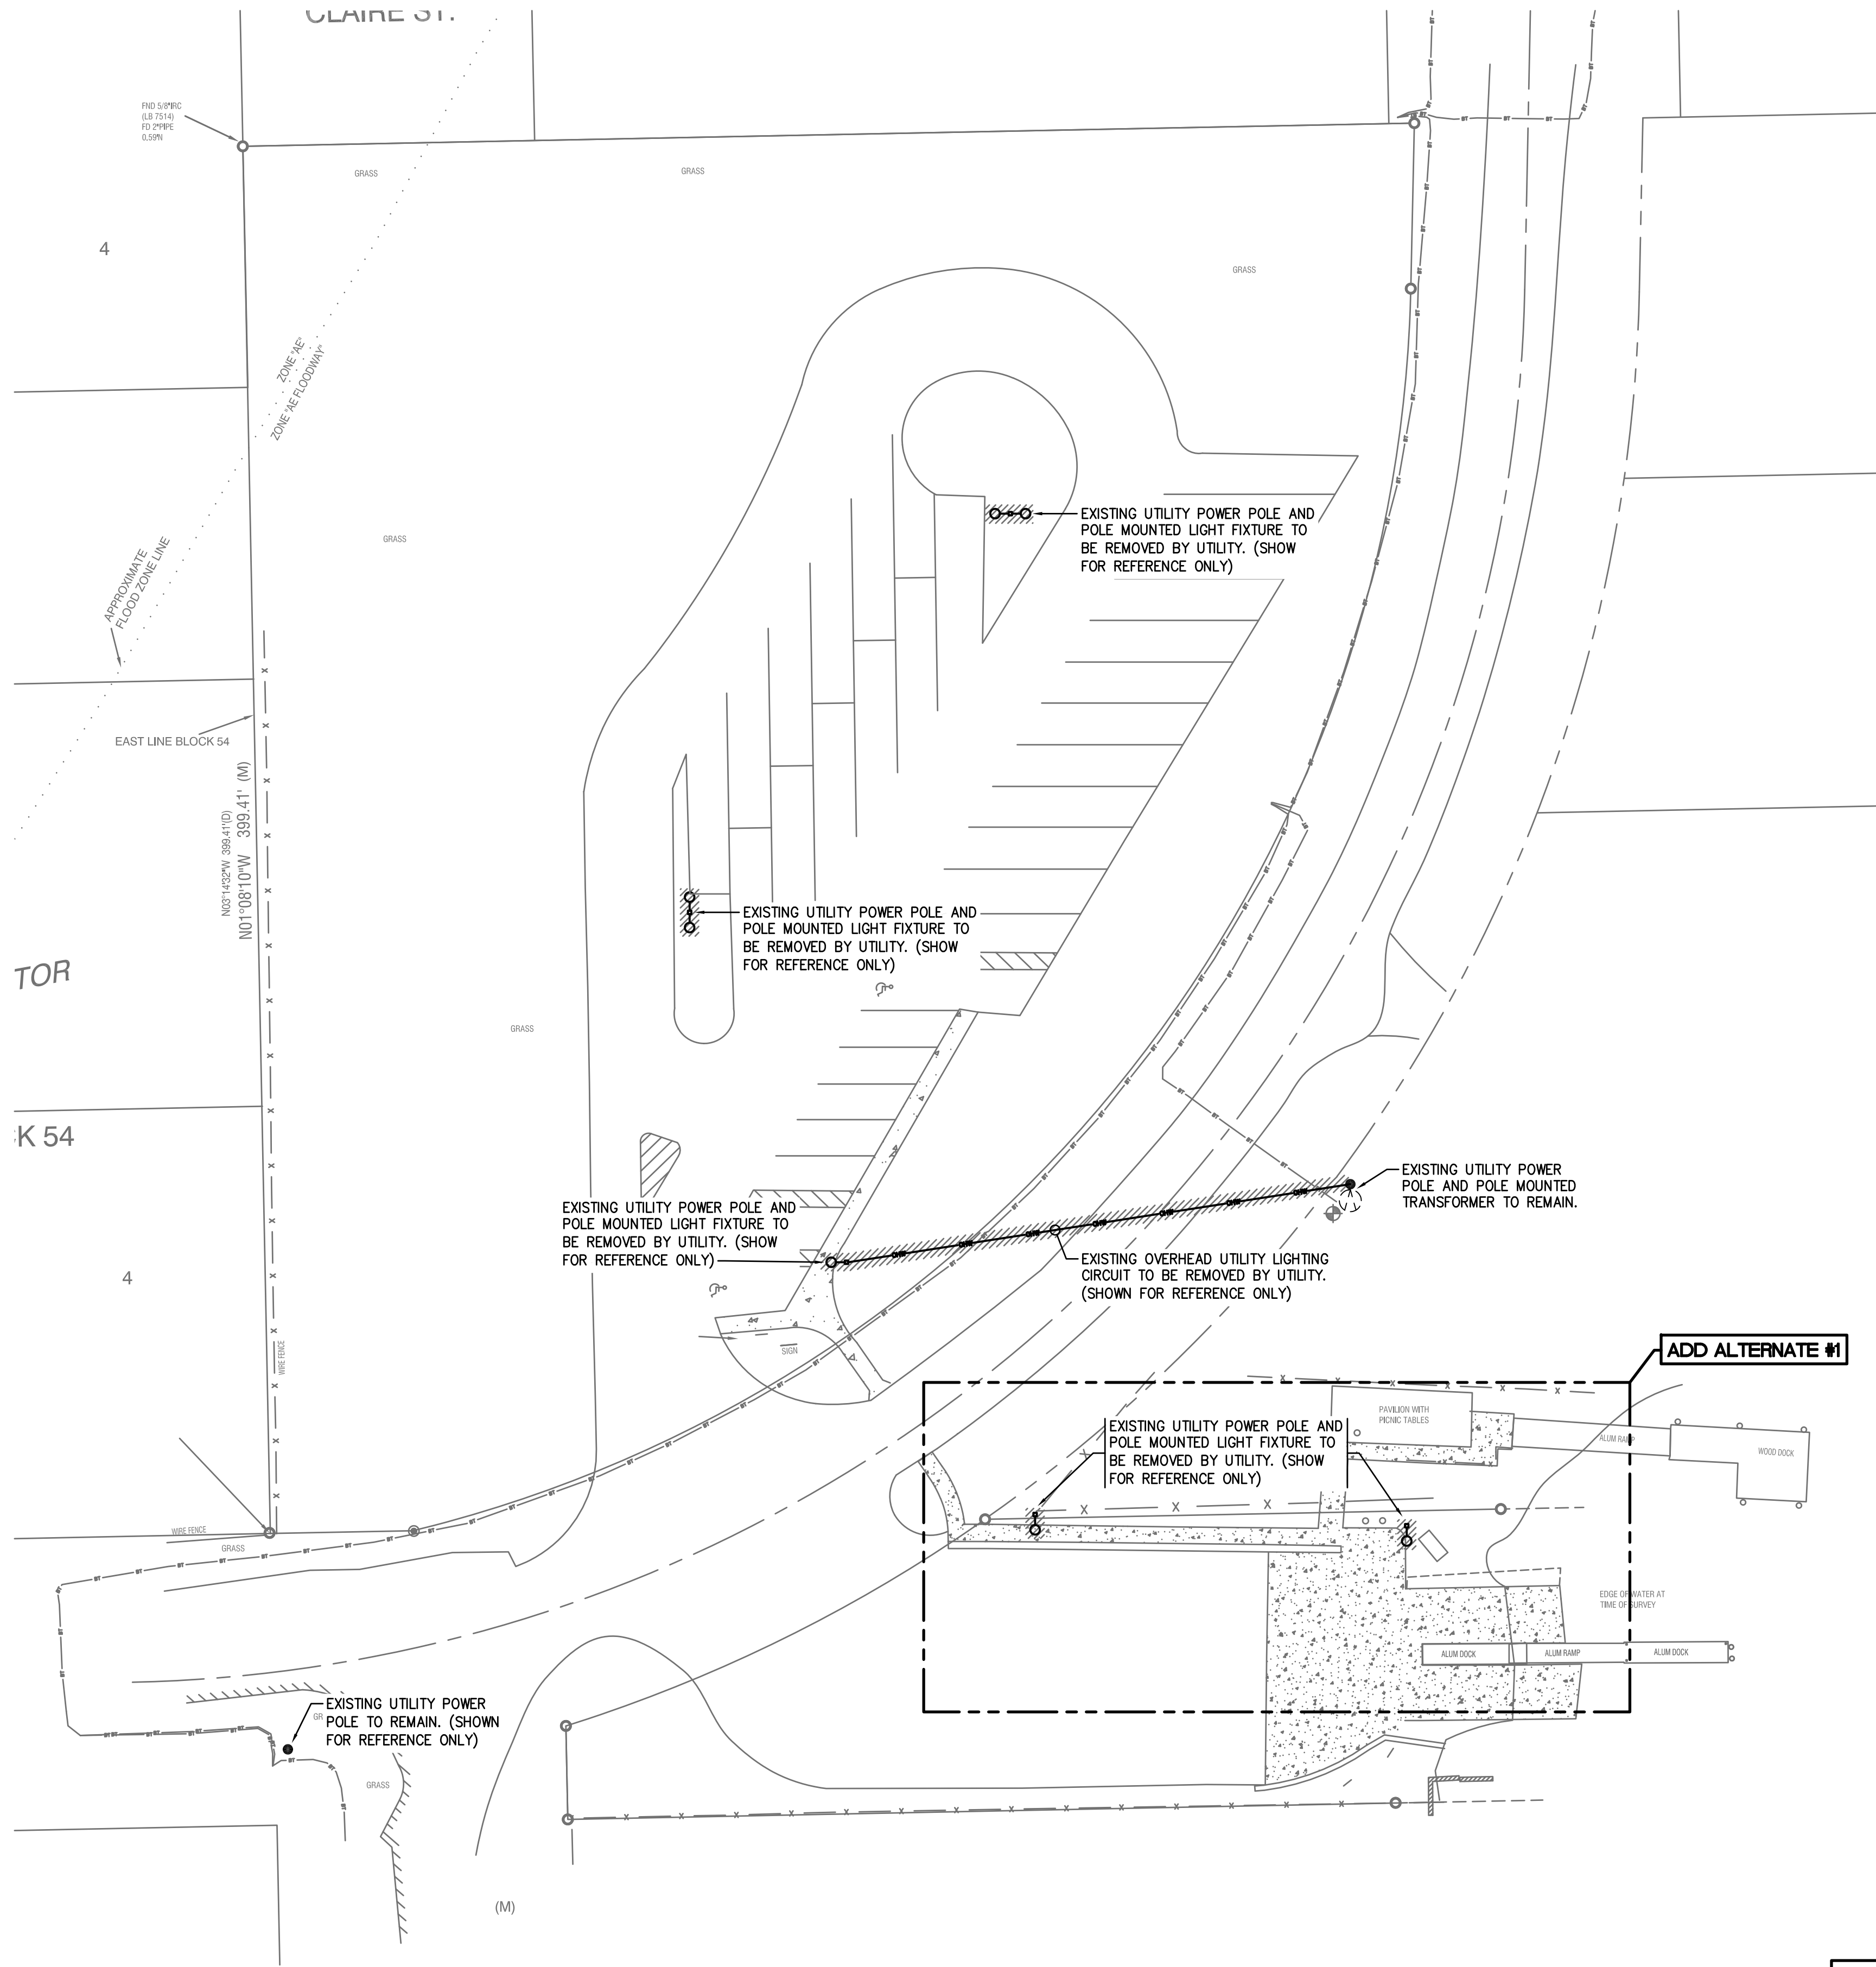 CLAIRE ST.
FND 5/8"IRC
(LB 7514)
FD 2"PIPE
0.59'N
GRASS
GRASS
4
GRASS
ZONE "AE"
ZONE "AE FLOODWAY"
EXISTING UTILITY POWER POLE AND
POLE MOUNTED LIGHT FIXTURE TO
BE REMOVED BY UTILITY. (SHOW
FOR REFERENCE ONLY)
GRASS
APPROXIMATE
FLOOD ZONE LINE
EAST LINE BLOCK 54
N03°14'32"W 399.41'(D)
N01°08'10"W 399.41' (M)
EXISTING UTILITY POWER POLE AND
POLE MOUNTED LIGHT FIXTURE TO
BE REMOVED BY UTILITY. (SHOW
FOR REFERENCE ONLY)
TOR
GRASS
K 54
EXISTING UTILITY POWER
POLE AND POLE MOUNTED
TRANSFORMER TO REMAIN.
EXISTING UTILITY POWER POLE AND
POLE MOUNTED LIGHT FIXTURE TO
BE REMOVED BY UTILITY. (SHOW
FOR REFERENCE ONLY)
EXISTING OVERHEAD UTILITY LIGHTING
CIRCUIT TO BE REMOVED BY UTILITY.
(SHOWN FOR REFERENCE ONLY)
4
WIRE FENCE
SIGN
ADD ALTERNATE #1
PAVILION WITH
PICNIC TABLES
EXISTING UTILITY POWER POLE AND
POLE MOUNTED LIGHT FIXTURE TO
BE REMOVED BY UTILITY. (SHOW
FOR REFERENCE ONLY)
ALUM RAMP
WOOD DOCK
WIRE FENCE
GRASS
EDGE OF WATER AT
TIME OF SURVEY
ALUM DOCK
ALUM RAMP
ALUM DOCK
EXISTING UTILITY POWER
POLE TO REMAIN. (SHOWN
FOR REFERENCE ONLY)
GR
GRASS
(M)